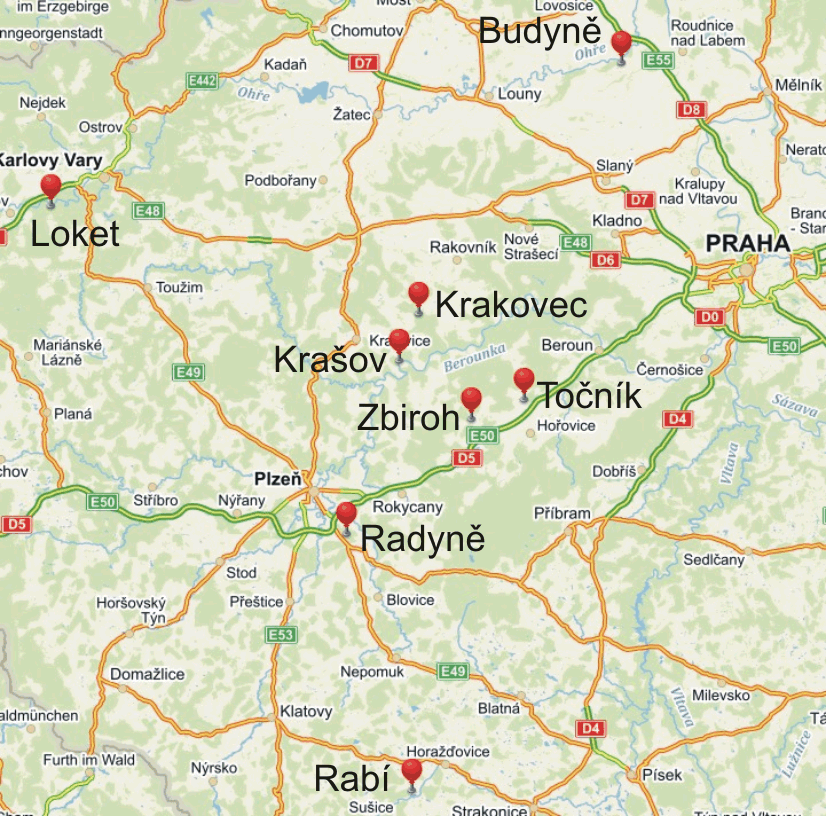 im Erzgebirge
Most
Lovosice
Budyně
Roudnice
nad Labem
Chomutov
D7
Ohře
E55
Kadaň
E442
Ohře
Louny
D8
Mělník
Nejdek
Žatec
Ostrov
Karlovy Vary
Slaný
Podbořany
Kralupy
nad Vltavou
D7
Loket
E48
Kladno
Nové
Strašecí
E48
Rakovník
D6
PRAHA
Toužim
Krakovec
D0
Beroun
E50
Krašov
Berounka
Mariánské
Lázně
E49
Černošice
Točník
Sázava
Planá
Zbiroh
E50
Hořovice
D4
D5
Vltava
Dobříš
Plzeň
E50
Stříbro
Nýřany
D5
Rokycany
Příbram
Radyně
Sedlčany
Stod
Přeštice
Blovice
Horšovský
Týn
E53
Nepomuk
E49
Domažlice
Milevsko
Vltava
Blatná
Klatovy
D4
Lužnice
Furth im Wald
Nýrsko
Horažďovice
Rabí
Písek
Sušice
Strakonice